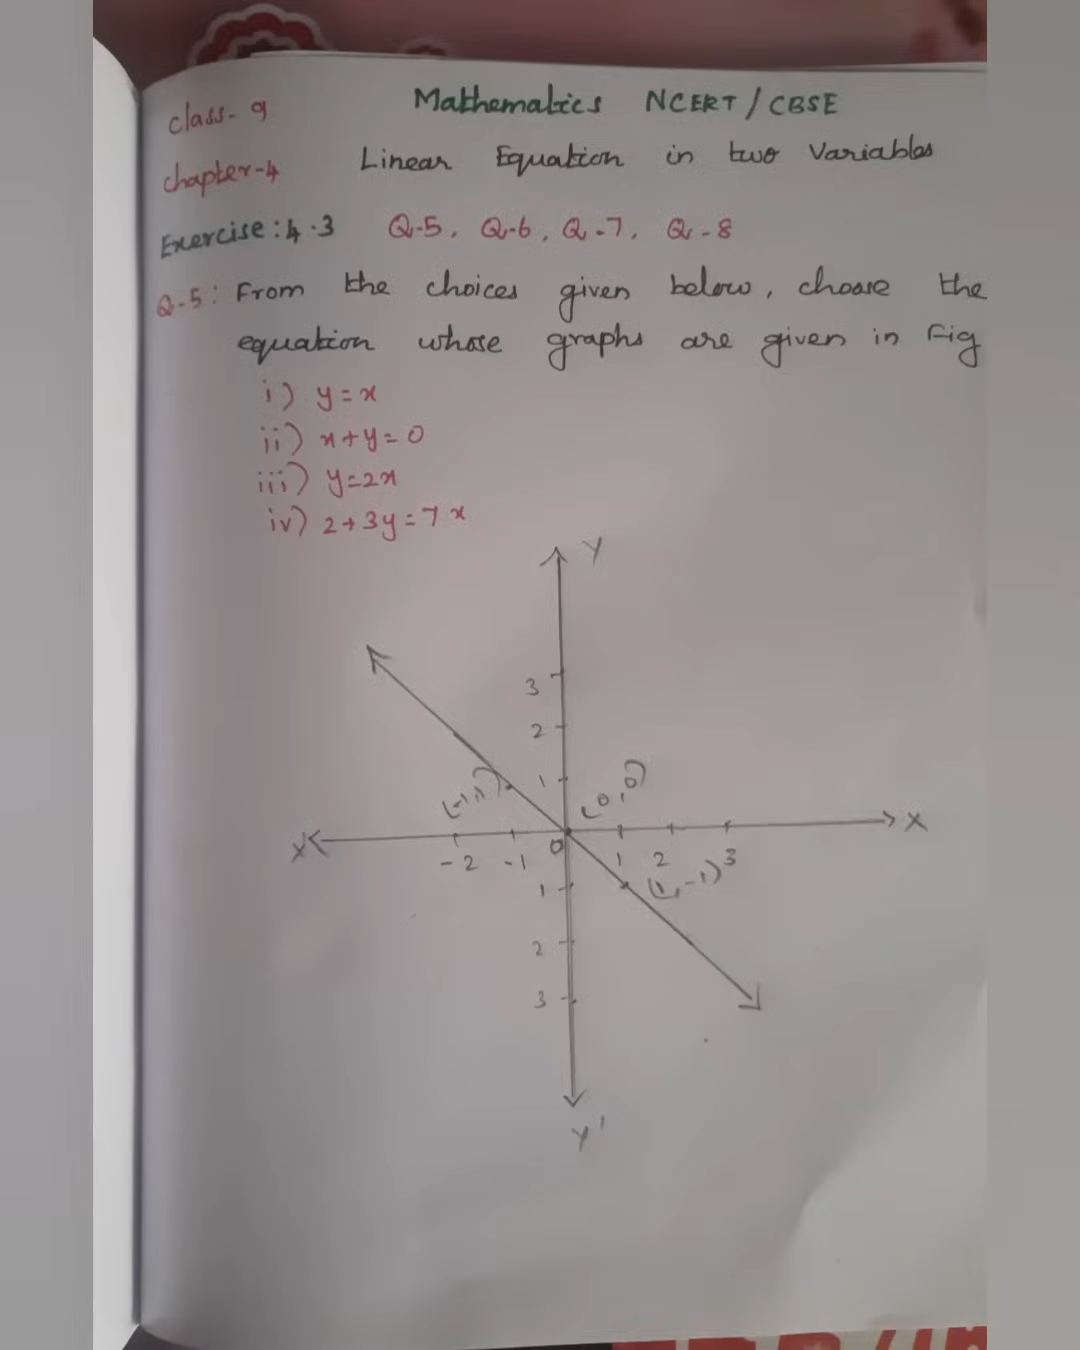 class-9 Mathematics NCERT / CBSE
chapter-4 Linear Equation in two Variables
Exercise: 4.3 Q-5, Q-6, Q-7, Q-8
Q-5: From the choices given below, choose the
equation whose graphs are given in Fig
i) y=x
ii) x+y=0
iii) y=2x
iv) 2+3y=7x
Y
3
2
1
(-1,1) (0,0)
X' X
-2 -1 0 1 2 3
(1,-1)
1
2
3
Y'